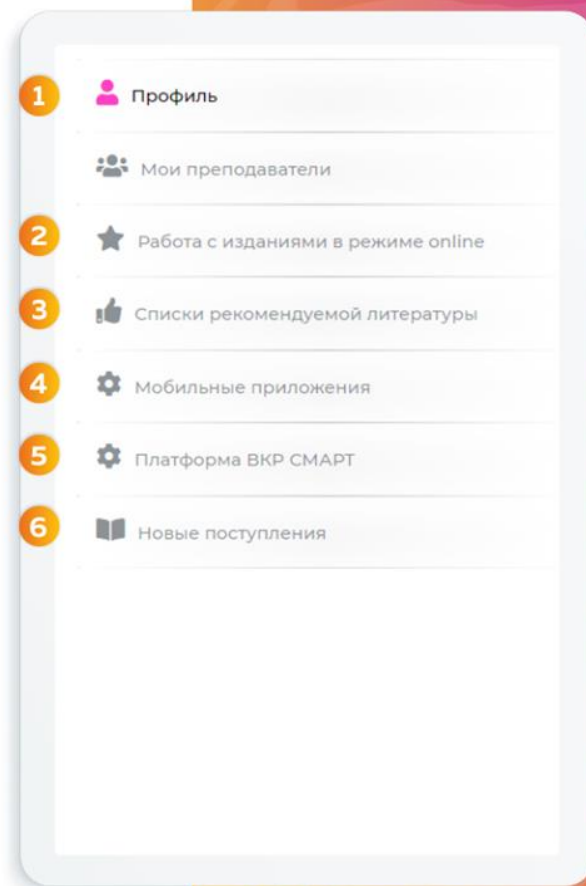 1 Профиль
Мои преподаватели
2 Работа с изданиями в режиме online
3 Списки рекомендуемой литературы
4 Мобильные приложения
5 Платформа ВКР СМАРТ
6 Новые поступления